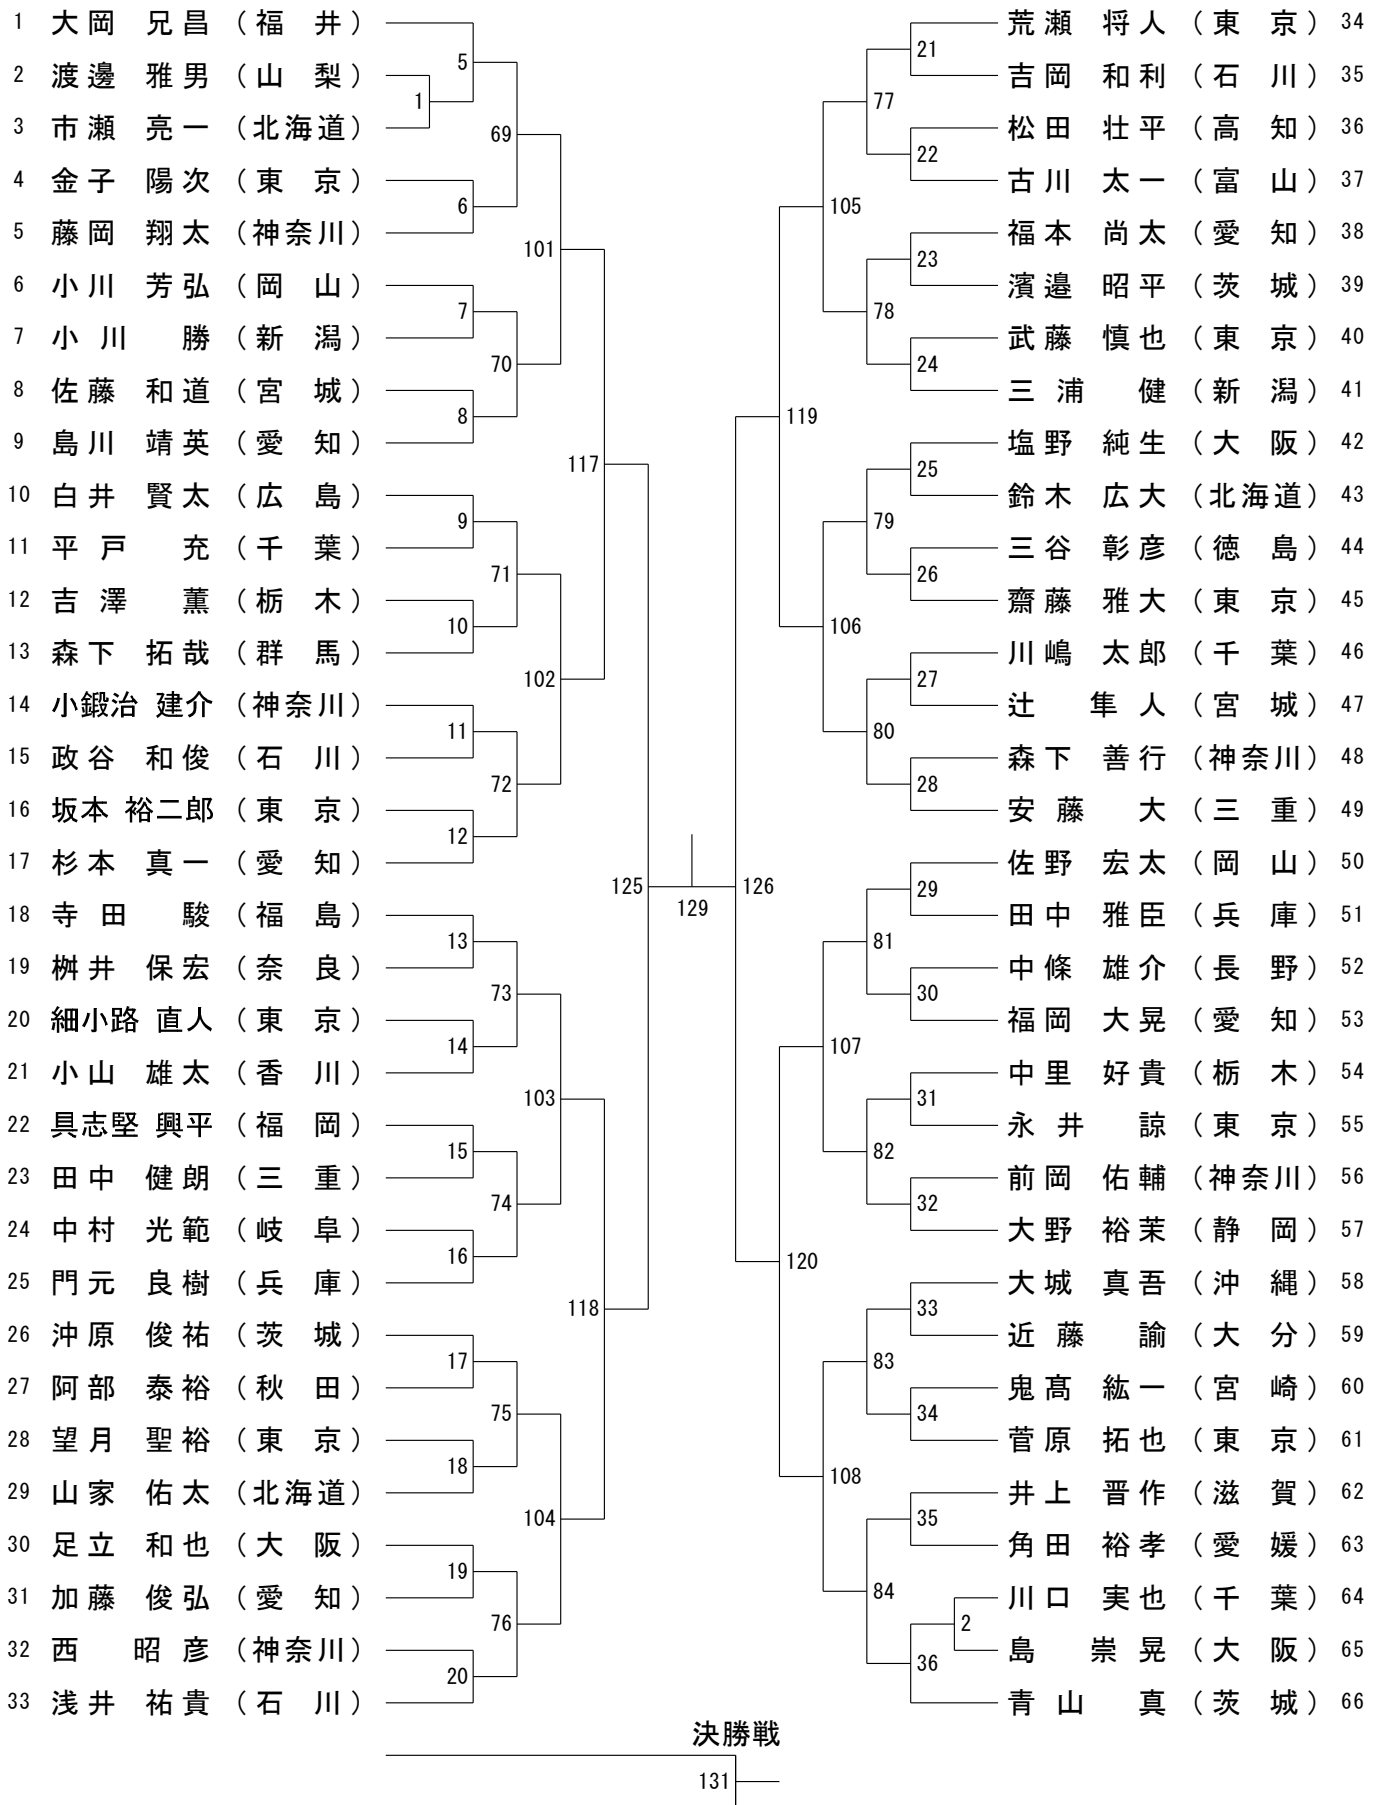 1 大岡 兄昌 (福 井)
2 渡邊 雅男 (山 梨)
3 市瀬 亮一 (北海道)
4 金子 陽次 (東 京)
5 藤岡 翔太 (神奈川)
6 小川 芳弘 (岡 山)
7 小川 勝 (新 潟)
8 佐藤 和道 (宮 城)
9 島川 靖英 (愛 知)
10 白井 賢太 (広 島)
11 平戸 充 (千 葉)
12 吉澤 薫 (栃 木)
13 森下 拓哉 (群 馬)
14 小鍛治 建介 (神奈川)
15 政谷 和俊 (石 川)
16 坂本 裕二郎 (東 京)
17 杉本 真一 (愛 知)
18 寺田 駿 (福 島)
19 桝井 保宏 (奈 良)
20 細小路 直人 (東 京)
21 小山 雄太 (香 川)
22 具志堅 興平 (福 岡)
23 田中 健朗 (三 重)
24 中村 光範 (岐 阜)
25 門元 良樹 (兵 庫)
26 沖原 俊祐 (茨 城)
27 阿部 泰裕 (秋 田)
28 望月 聖裕 (東 京)
29 山家 佑太 (北海道)
30 足立 和也 (大 阪)
31 加藤 俊弘 (愛 知)
32 西 昭彦 (神奈川)
33 浅井 祐貴 (石 川)
1
5
6
7
8
9
10
11
12
13
14
15
16
17
18
19
20
69
70
71
72
73
74
75
76
101
102
103
104
117
118
125
129
126
119
120
105
106
107
108
77
78
79
80
81
82
83
84
21
22
23
24
25
26
27
28
29
30
31
32
33
34
35
36
2
荒瀬 将人 (東 京) 34
吉岡 和利 (石 川) 35
松田 壮平 (高 知) 36
古川 太一 (富 山) 37
福本 尚太 (愛 知) 38
濱邉 昭平 (茨 城) 39
武藤 慎也 (東 京) 40
三浦 健 (新 潟) 41
塩野 純生 (大 阪) 42
鈴木 広大 (北海道) 43
三谷 彰彦 (徳 島) 44
齋藤 雅大 (東 京) 45
川嶋 太郎 (千 葉) 46
辻 隼人 (宮 城) 47
森下 善行 (神奈川) 48
安藤 大 (三 重) 49
佐野 宏太 (岡 山) 50
田中 雅臣 (兵 庫) 51
中條 雄介 (長 野) 52
福岡 大晃 (愛 知) 53
中里 好貴 (栃 木) 54
永井 諒 (東 京) 55
前岡 佑輔 (神奈川) 56
大野 裕茉 (静 岡) 57
大城 真吾 (沖 縄) 58
近藤 諭 (大 分) 59
鬼髙 紘一 (宮 崎) 60
菅原 拓也 (東 京) 61
井上 晋作 (滋 賀) 62
角田 裕孝 (愛 媛) 63
川口 実也 (千 葉) 64
島 崇晃 (大 阪) 65
青山 真 (茨 城) 66
決勝戦
131